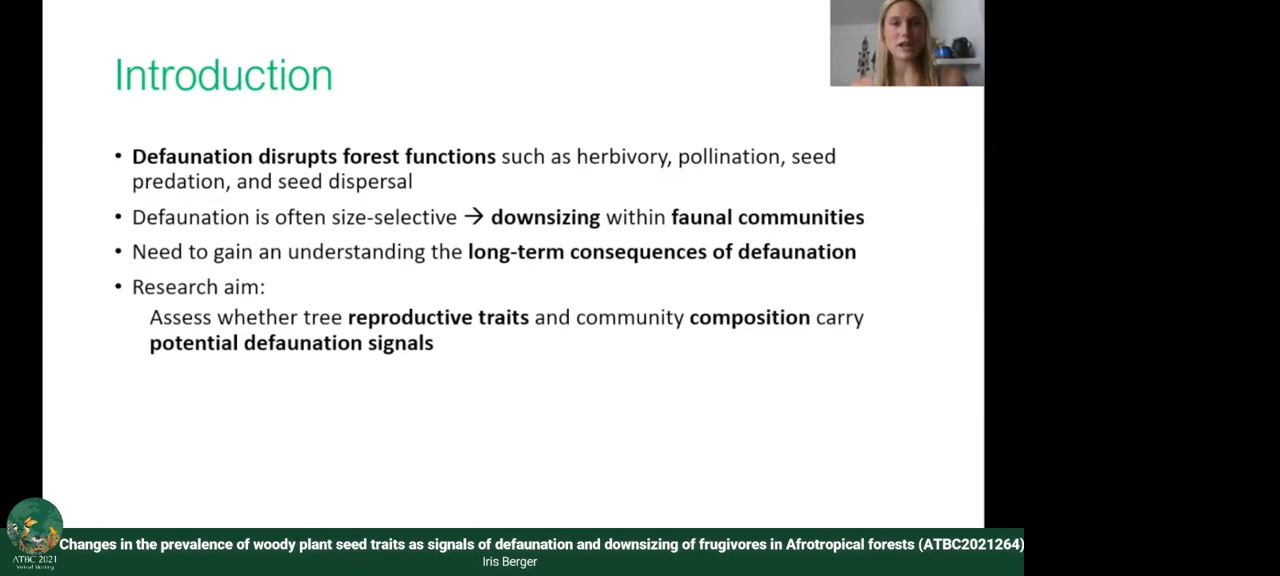 Introduction
• Defaunation disrupts forest functions such as herbivory, pollination, seed
predation, and seed dispersal
• Defaunation is often size-selective → downsizing within faunal communities
• Need to gain an understanding the long-term consequences of defaunation
• Research aim:
Assess whether tree reproductive traits and community composition carry
potential defaunation signals
ATBC 2021
Virtual Meeting
Changes in the prevalence of woody plant seed traits as signals of defaunation and downsizing of frugivores in Afrotropical forests (ATBC2021264)
Iris Berger